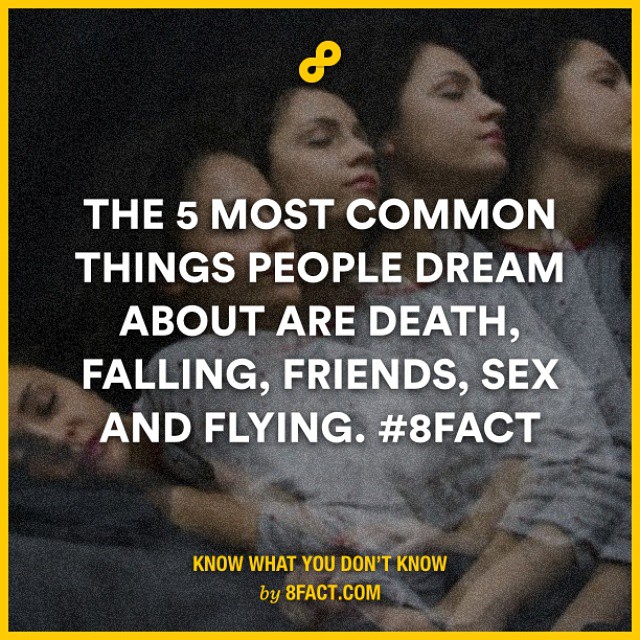 THE 5 MOST COMMON
THINGS PEOPLE DREAM
ABOUT ARE DEATH,
FALLING, FRIENDS, SEX
AND FLYING. #8FACT
KNOW WHAT YOU DON'T KNOW
by 8FACT.COM